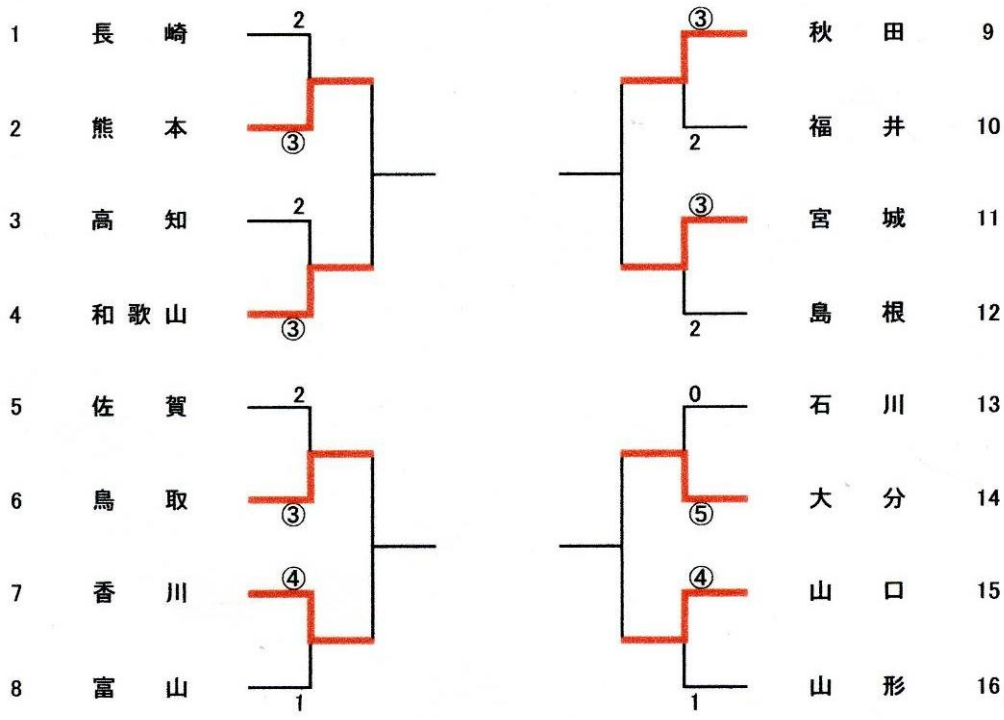 1 長崎 2 ③ 秋田 9
2 熊本 ③ 2 福井 10
3 高知 2 ③ 宮城 11
4 和歌山 ③ 2 島根 12
5 佐賀 2 0 石川 13
6 鳥取 ③ ⑤ 大分 14
7 香川 ④ ④ 山口 15
8 富山 1 1 山形 16